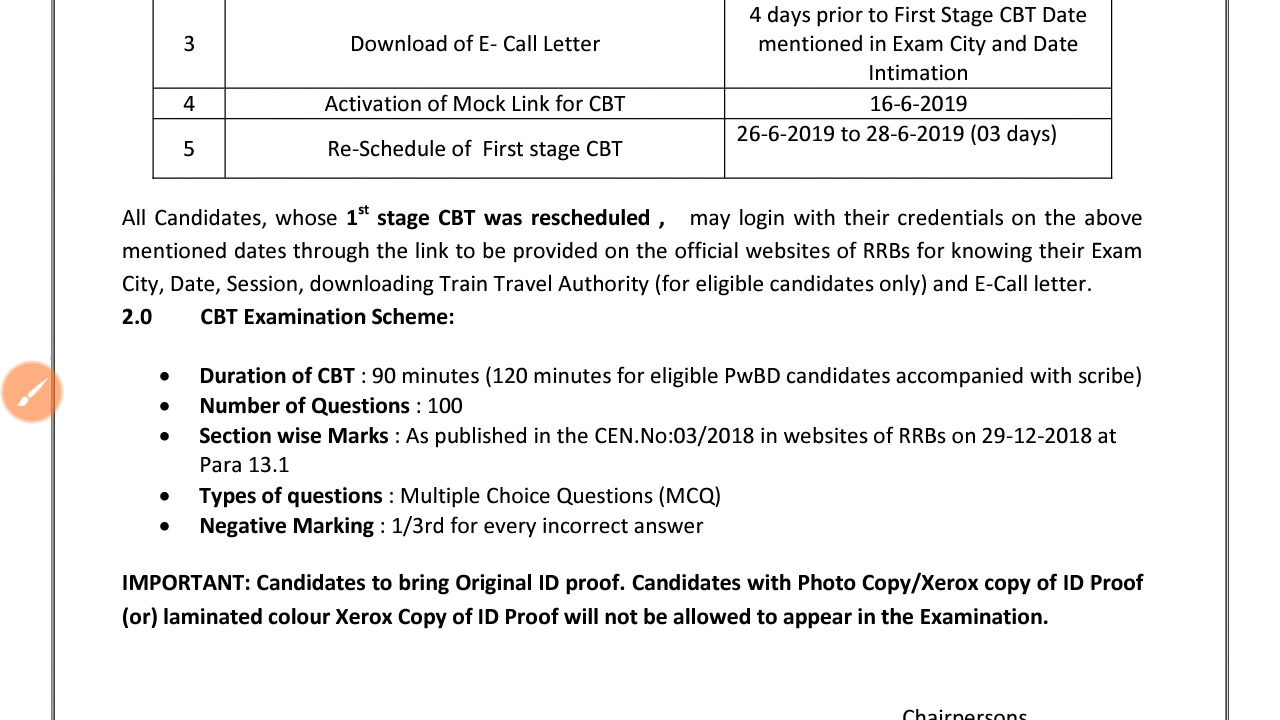 4 days prior to First Stage CBT Date
3 Download of E- Call Letter mentioned in Exam City and Date
Intimation
4 Activation of Mock Link for CBT 16-6-2019
5 Re-Schedule of First stage CBT 26-6-2019 to 28-6-2019 (03 days)
All Candidates, whose 1st stage CBT was rescheduled , may login with their credentials on the above
mentioned dates through the link to be provided on the official websites of RRBs for knowing their Exam
City, Date, Session, downloading Train Travel Authority (for eligible candidates only) and E-Call letter.
2.0 CBT Examination Scheme:
• Duration of CBT : 90 minutes (120 minutes for eligible PwBD candidates accompanied with scribe)
• Number of Questions : 100
• Section wise Marks : As published in the CEN.No:03/2018 in websites of RRBs on 29-12-2018 at
Para 13.1
• Types of questions : Multiple Choice Questions (MCQ)
• Negative Marking : 1/3rd for every incorrect answer
IMPORTANT: Candidates to bring Original ID proof. Candidates with Photo Copy/Xerox copy of ID Proof
(or) laminated colour Xerox Copy of ID Proof will not be allowed to appear in the Examination.
Chairpersons